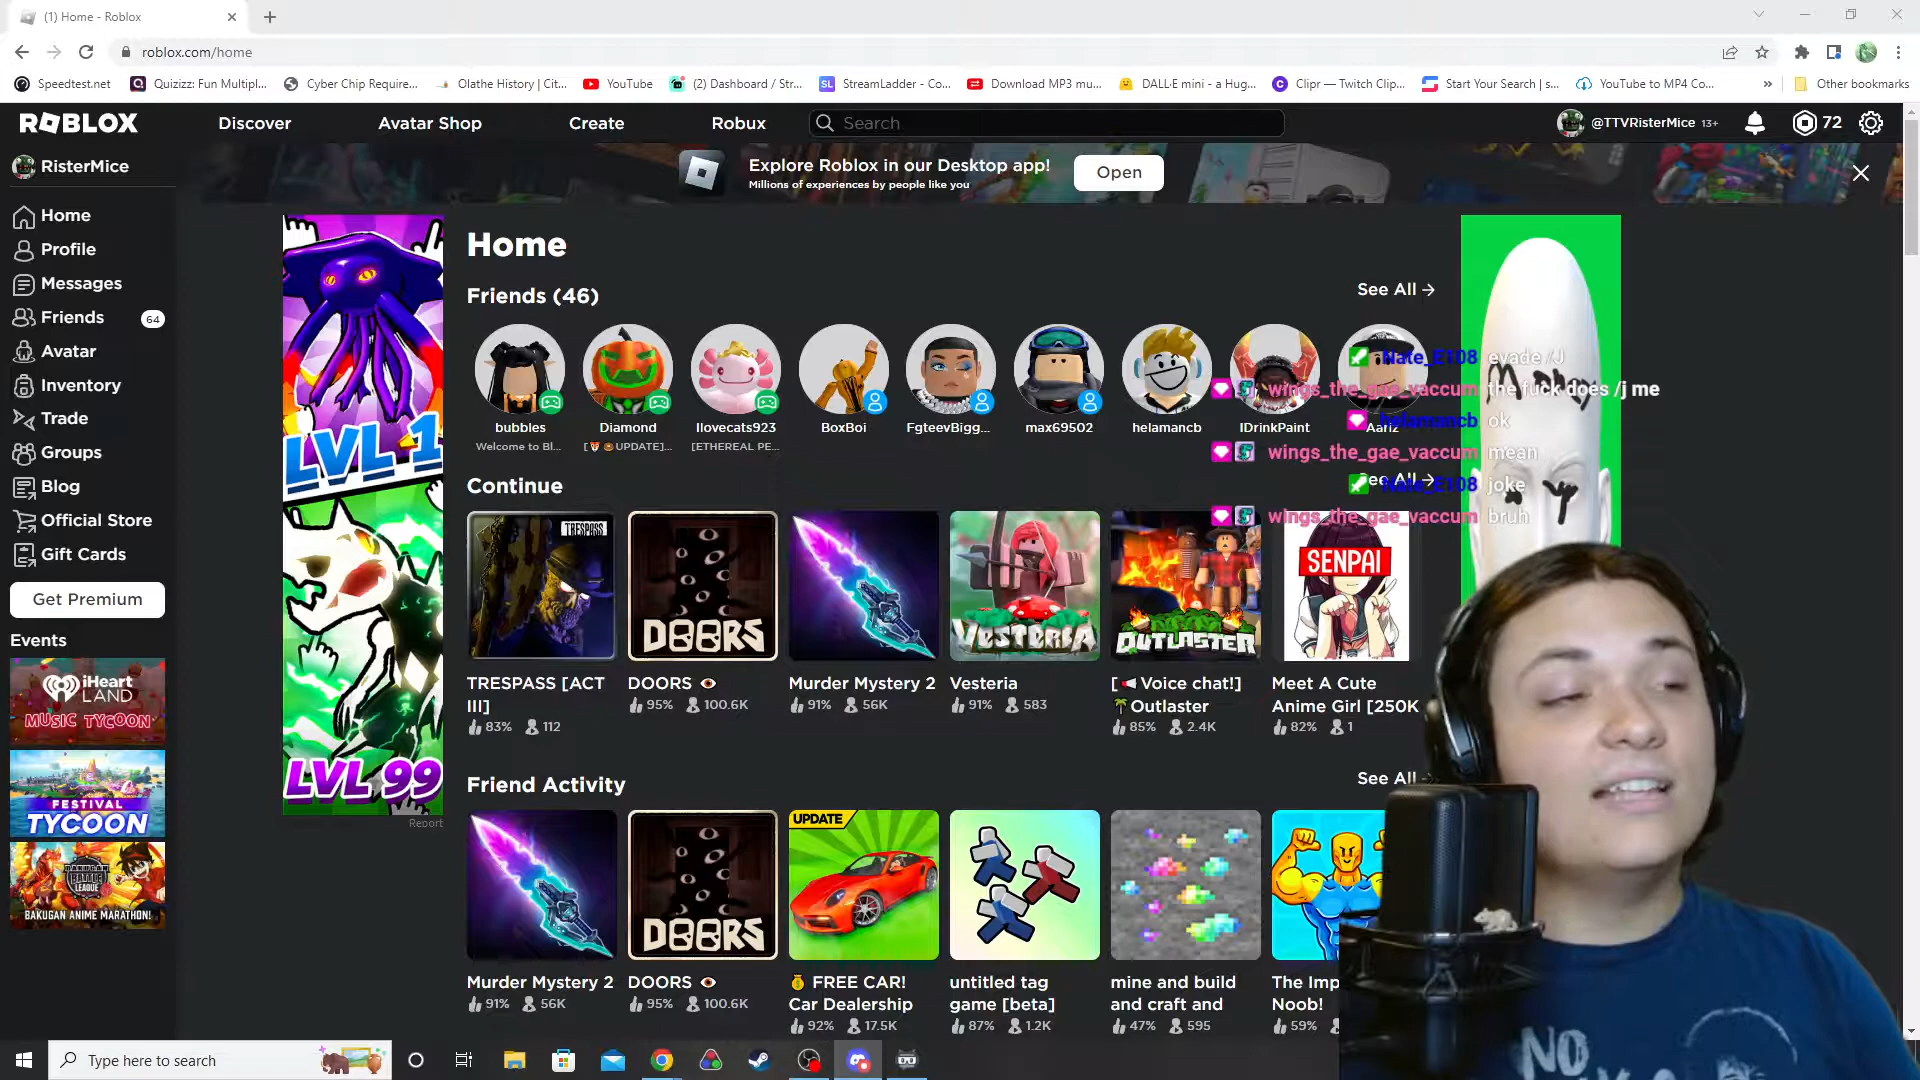 (1) Home - Roblox
roblox.com/home
Speedtest.net
Quizizz: Fun Multipl...
Cyber Chip Require...
Olathe History | Cit...
YouTube
(2) Dashboard / Str...
StreamLadder - Co...
Download MP3 mu...
DALL·E mini - a Hug...
Clipr — Twitch Clip...
Start Your Search | s...
YouTube to MP4 Co...
»
Other bookmarks
ROBLOX
Discover
Avatar Shop
Create
Robux
Search
@TTVRisterMice 13+
72
RisterMice
Explore Roblox in our Desktop app!
Millions of experiences by people like you
Open
Home
Profile
Messages
Friends
64
Avatar
Inventory
Trade
Groups
Blog
Official Store
Gift Cards
Get Premium
Events
iHeart
LAND
MUSIC TYCOON
FESTIVAL
TYCOON
BAKUGAN
BATTLE
LEAGUE
BAKUGAN ANIME MARATHON!
LVL 1
LVL 99
Report
Home
Friends (46)
See All →
bubbles
Welcome to Bl...
Diamond
[🦊🍩UPDATE]...
Ilovecats923
[ETHEREAL PE...
BoxBoi
FgteevBigg...
max69502
helamancb
IDrinkPaint
Aariz
Nate_E108 evade /J
wings_the_gae_vaccum the fuck does /j me
helamancb ok
wings_the_gae_vaccum mean
Nate_E108 joke
wings_the_gae_vaccum bruh
Continue
See All →
TRESPASS
DOORS
VESTERIA
OUTLASTER
SENPAI
TRESPASS [ACT
III]
83% 112
DOORS 👁
95% 100.6K
Murder Mystery 2
91% 56K
Vesteria
91% 583
[📢Voice chat!]
🌴Outlaster
85% 2.4K
Meet A Cute
Anime Girl [250K
82% 1
Friend Activity
See All →
DOORS
UPDATE
Murder Mystery 2
91% 56K
DOORS 👁
95% 100.6K
💰 FREE CAR!
Car Dealership
92% 17.5K
untitled tag
game [beta]
87% 1.2K
mine and build
and craft and
47% 595
The Imp
Noob!
59%
NO
Type here to search